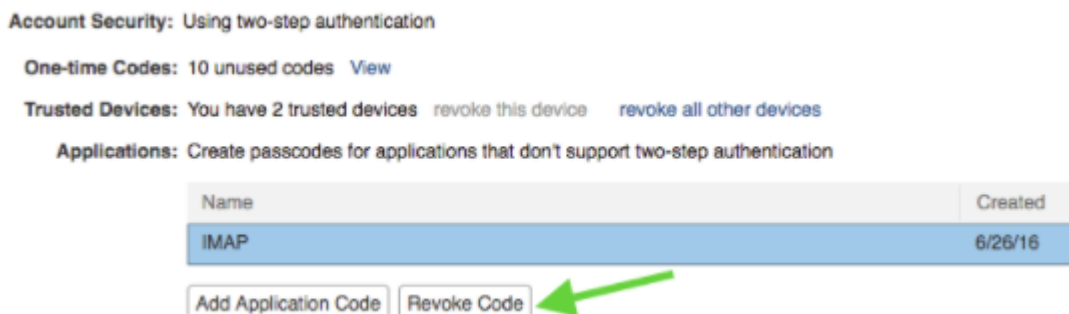 Account Security: Using two-step authentication
One-time Codes: 10 unused codes View
Trusted Devices: You have 2 trusted devices revoke this device revoke all other devices
Applications: Create passcodes for applications that don't support two-step authentication
Name Created
IMAP 6/26/16
Add Application Code Revoke Code